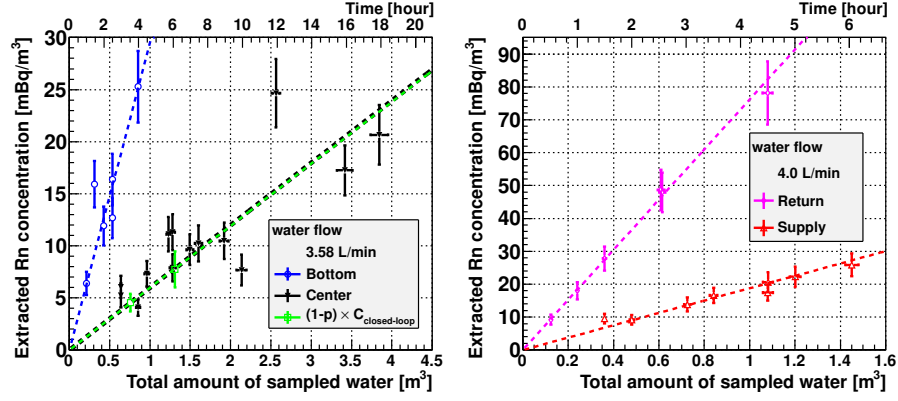 Time [hour]
0 2 4 6 8 10 12 14 16 18 20
Extracted Rn concentration [mBq/m³]
30
25
20
15
10
5
0
water flow
3.58 L/min
Bottom
Center
(1-p) × C closed-loop
0 0.5 1 1.5 2 2.5 3 3.5 4 4.5
Total amount of sampled water [m³]
Time [hour]
0 1 2 3 4 5 6
Extracted Rn concentration [mBq/m³]
90
80
70
60
50
40
30
20
10
0
water flow
4.0 L/min
Return
Supply
0 0.2 0.4 0.6 0.8 1 1.2 1.4 1.6
Total amount of sampled water [m³]